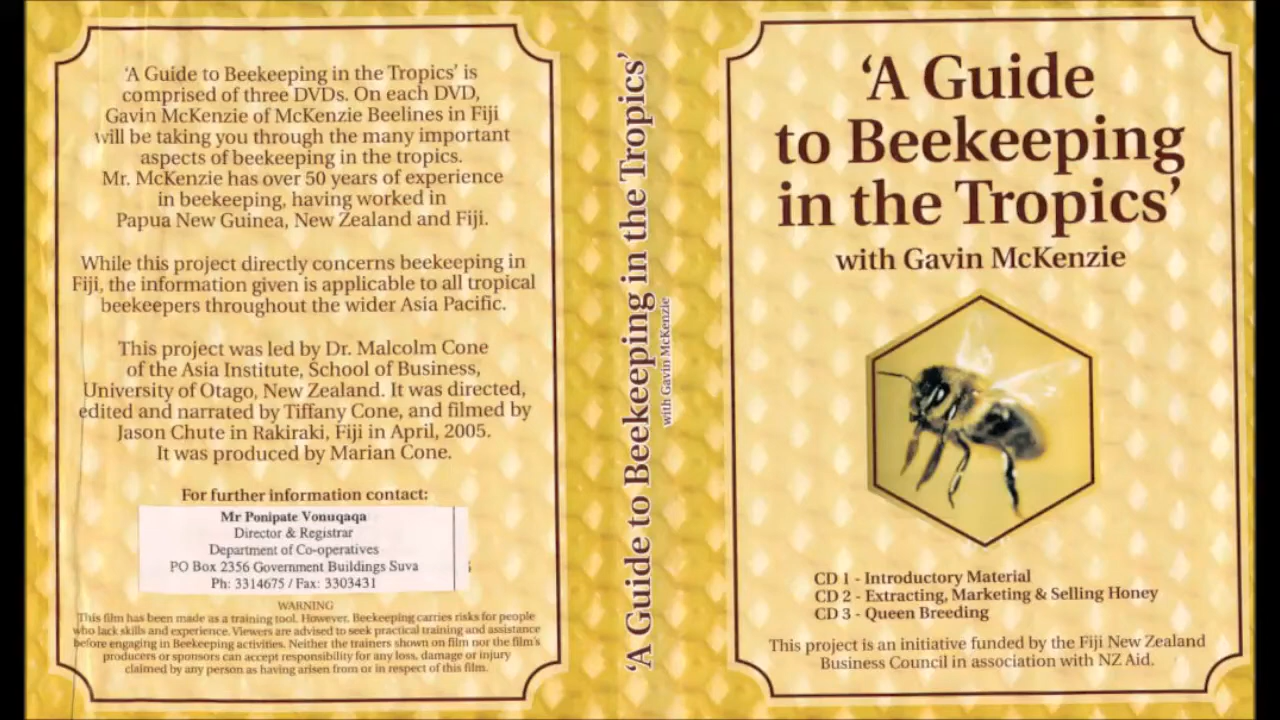 'A Guide to Beekeeping in the Tropics' is
comprised of three DVDs. On each DVD,
Gavin McKenzie of McKenzie Beelines in Fiji
will be taking you through the many important
aspects of beekeeping in the tropics.
Mr. McKenzie has over 50 years of experience
in beekeeping, having worked in
Papua New Guinea, New Zealand and Fiji.
While this project directly concerns beekeeping in
Fiji, the information given is applicable to all tropical
beekeepers throughout the wider Asia Pacific.
This project was led by Dr. Malcolm Cone
of the Asia Institute, School of Business,
University of Otago, New Zealand. It was directed,
edited and narrated by Tiffany Cone, and filmed by
Jason Chute in Rakiraki, Fiji in April, 2005.
It was produced by Marian Cone.
For further information contact:
Mr Ponipate Vonuqaqa
Director & Registrar
Department of Co-operatives
PO Box 2356 Government Buildings Suva
Ph: 3314675 / Fax: 3303431
WARNING
This film has been made as a training tool. However, Beekeeping carries risks for people
who lack skills and experience. Viewers are advised to seek practical training and assistance
before engaging in Beekeeping activities. Neither the trainers shown on film nor the film's
producers or sponsors can accept responsibility for any loss, damage or injury
claimed by any person as having arisen from or in respect of this film.
'A Guide to Beekeeping in the Tropics'
with Gavin McKenzie
'A Guide
to Beekeeping
in the Tropics'
with Gavin McKenzie
CD 1 - Introductory Material
CD 2 - Extracting, Marketing & Selling Honey
CD 3 - Queen Breeding
This project is an initiative funded by the Fiji New Zealand
Business Council in association with NZ Aid.